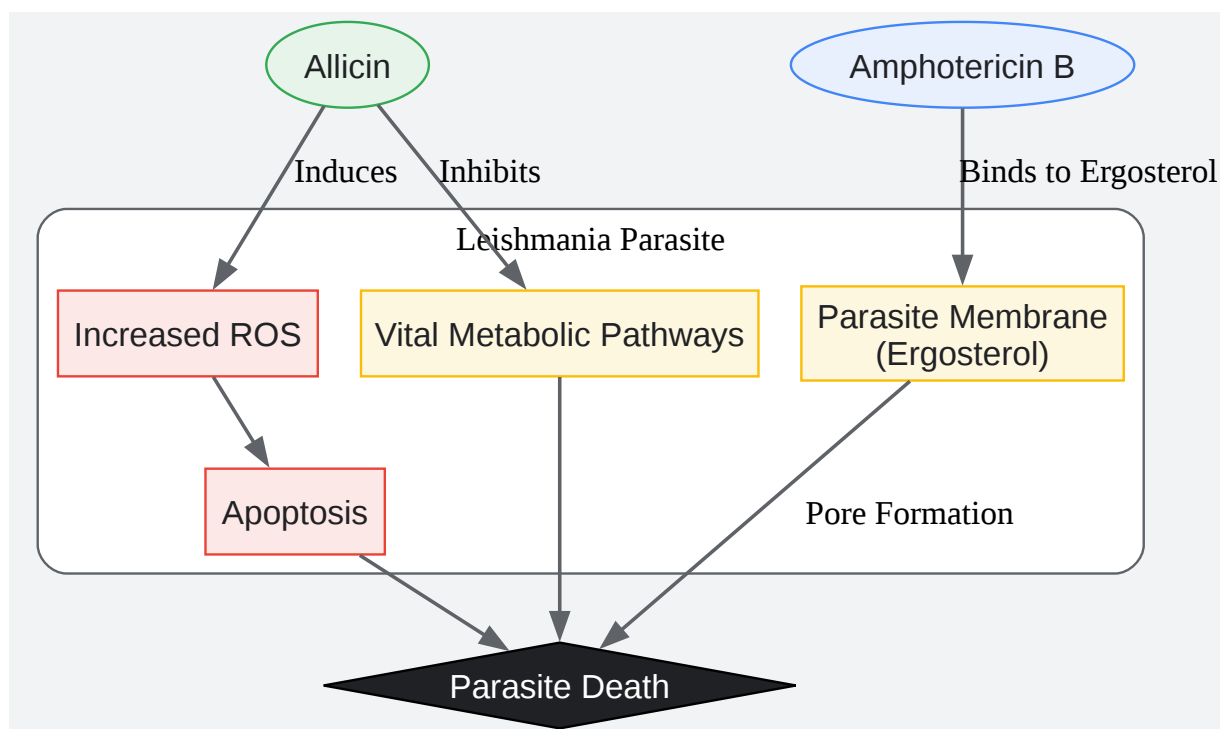 Allicin
Amphotericin B
Induces
Inhibits
Binds to Ergosterol
Leishmania Parasite
Increased ROS
Vital Metabolic Pathways
Parasite Membrane
(Ergosterol)
Apoptosis
Pore Formation
Parasite Death